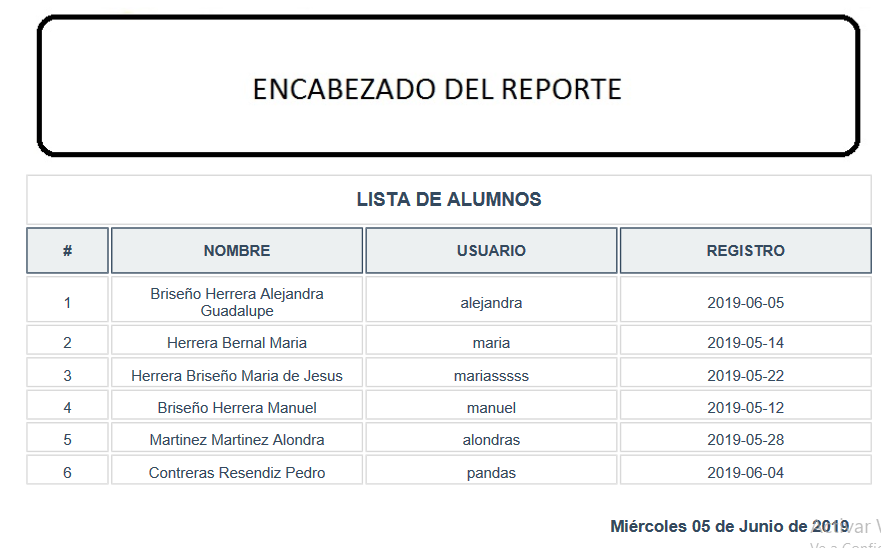 ENCABEZADO DEL REPORTE
LISTA DE ALUMNOS
# NOMBRE USUARIO REGISTRO
1 Briseño Herrera Alejandra Guadalupe alejandra 2019-06-05
2 Herrera Bernal Maria maria 2019-05-14
3 Herrera Briseño Maria de Jesus mariasssss 2019-05-22
4 Briseño Herrera Manuel manuel 2019-05-12
5 Martinez Martinez Alondra alondras 2019-05-28
6 Contreras Resendiz Pedro pandas 2019-06-04
Miércoles 05 de Junio de 2019
Activar